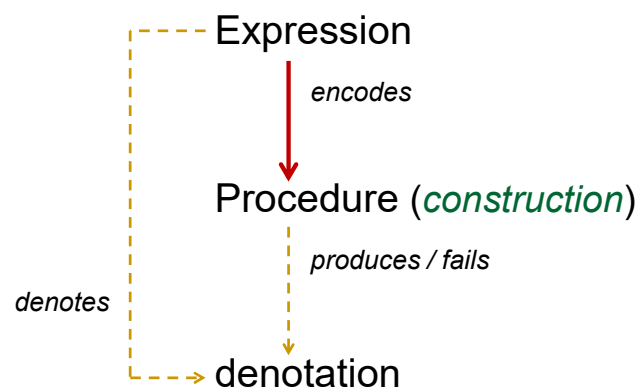 Expression
encodes
Procedure (construction)
produces / fails
denotes
denotation